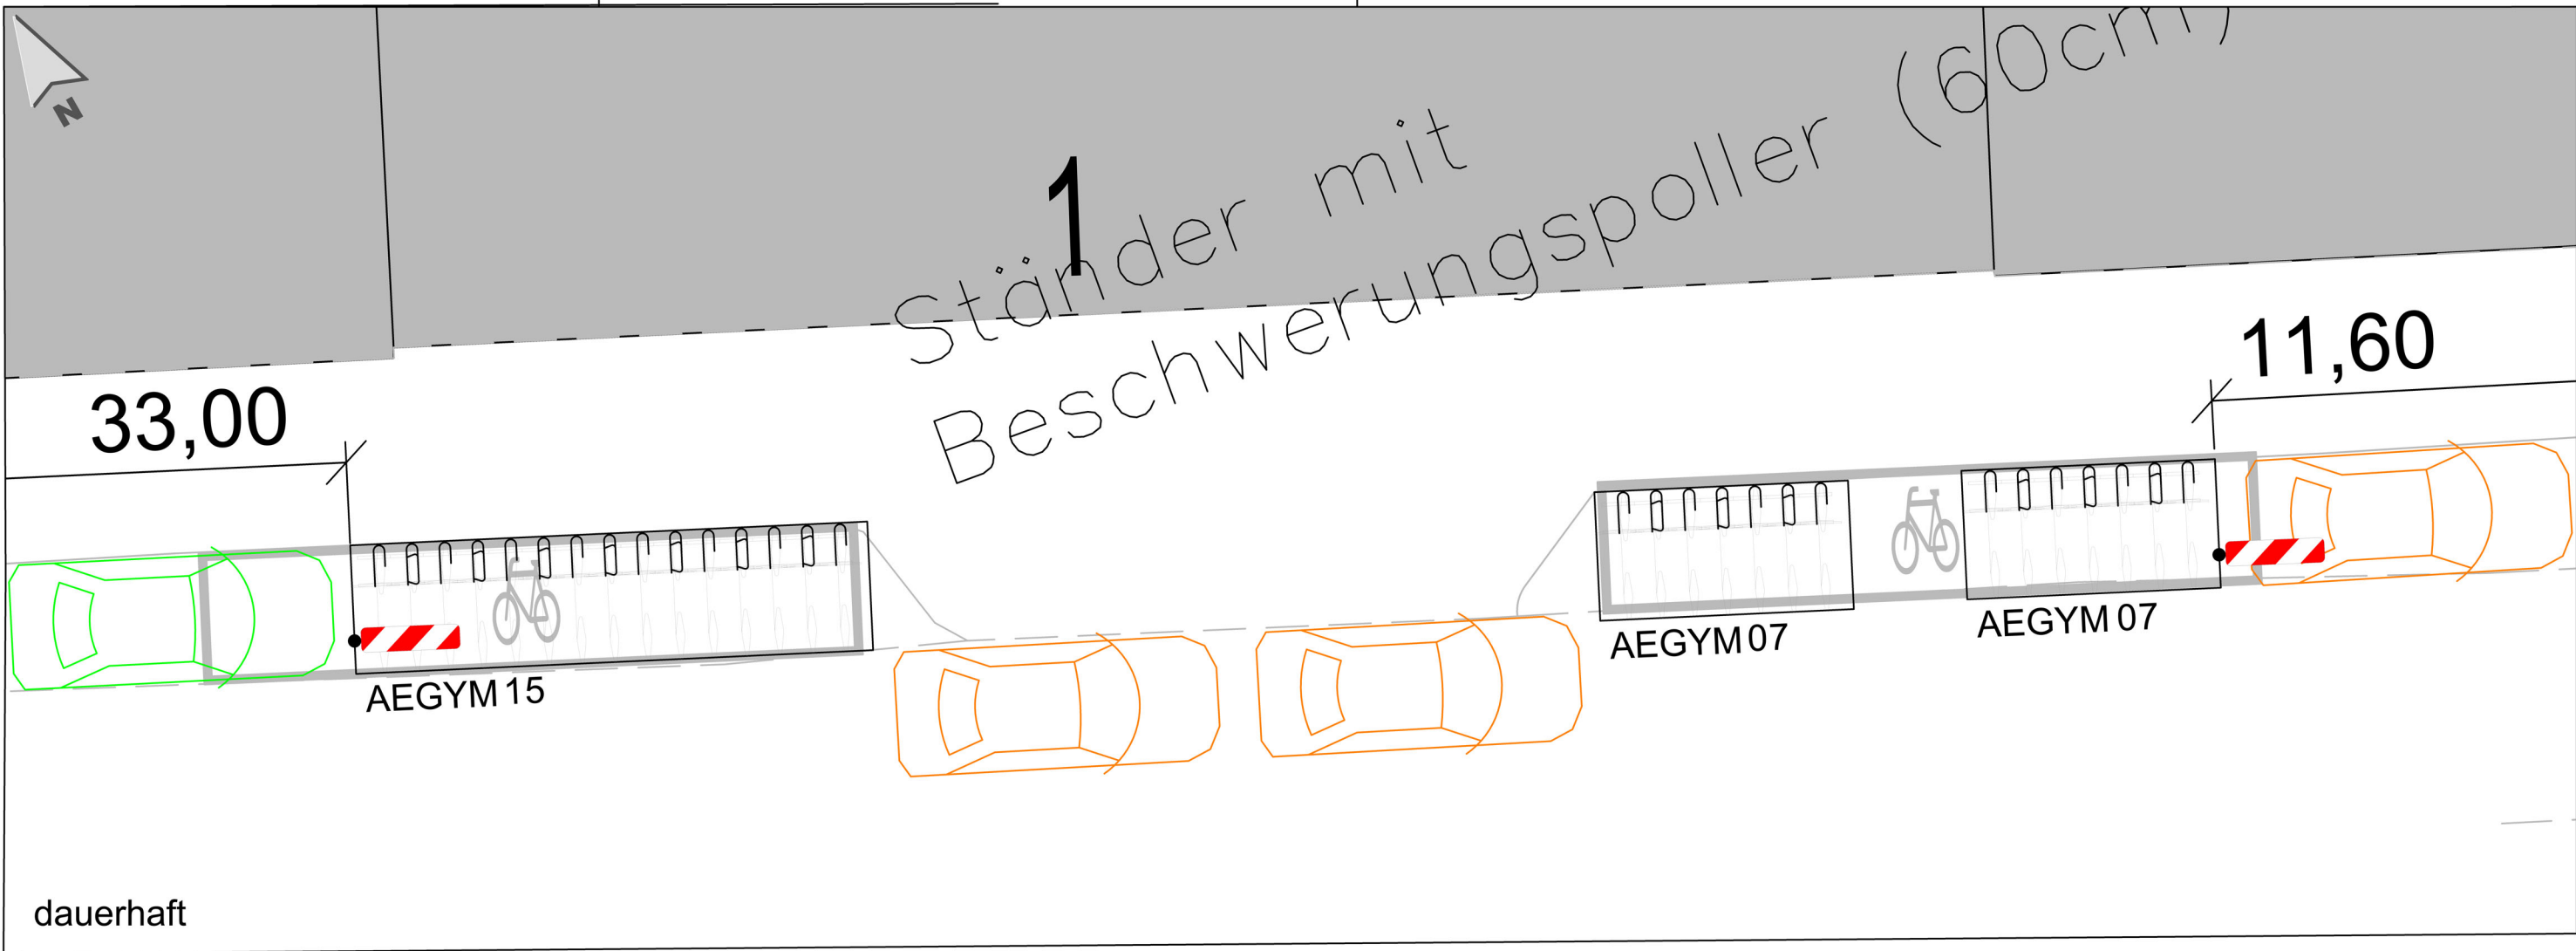 N
1
Ständer mit
Beschwerungspoller (60cm)
33,00
11,60
AEGYM 15
AEGYM 07
AEGYM 07
dauerhaft